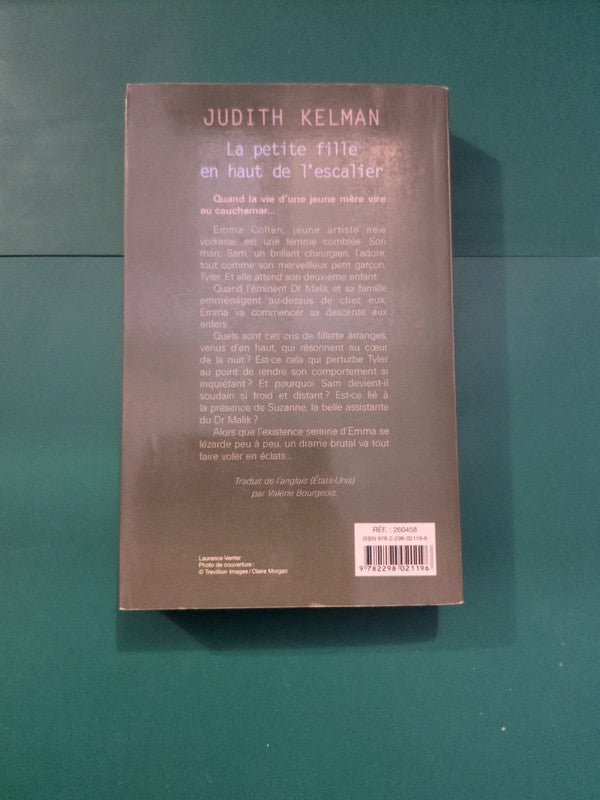 JUDITH KELMAN
La petite fille
en haut de l'escalier
Quand la vie d'une jeune mère vire
au cauchemar...
Emma Colten, jeune artiste new
yorkaise, est une femme comblée. Son
mari, Sam, un brillant chirurgien, l'adore,
tout comme son merveilleux petit garçon,
Tyler. Et elle attend son deuxième enfant.
Quand l'éminent Dr Malik et sa famille
emménagent au-dessus de chez eux,
Emma va commencer sa descente aux
enfers...
Quels sont ces cris de fillette étranges,
venus d'en haut, qui résonnent au cœur
de la nuit ? Est-ce cela qui perturbe Tyler
au point de rendre son comportement si
inquiétant ? Et pourquoi Sam devient-il
soudain si froid et distant ? Est-ce lié à
la présence de Suzanne, la belle assistante
du Dr Malik ?
Alors que l'existence sereine d'Emma se
lézarde peu à peu, un drame brutal va tout
faire voler en éclats...
Traduit de l'anglais (États-Unis)
par Valérie Bourgeois.
RÉF. : 260458
ISBN 978-2-298-02119-6
9 782298 021196
Laurence Verrier
Photo de couverture :
© Trevillion Images / Claire Morgan